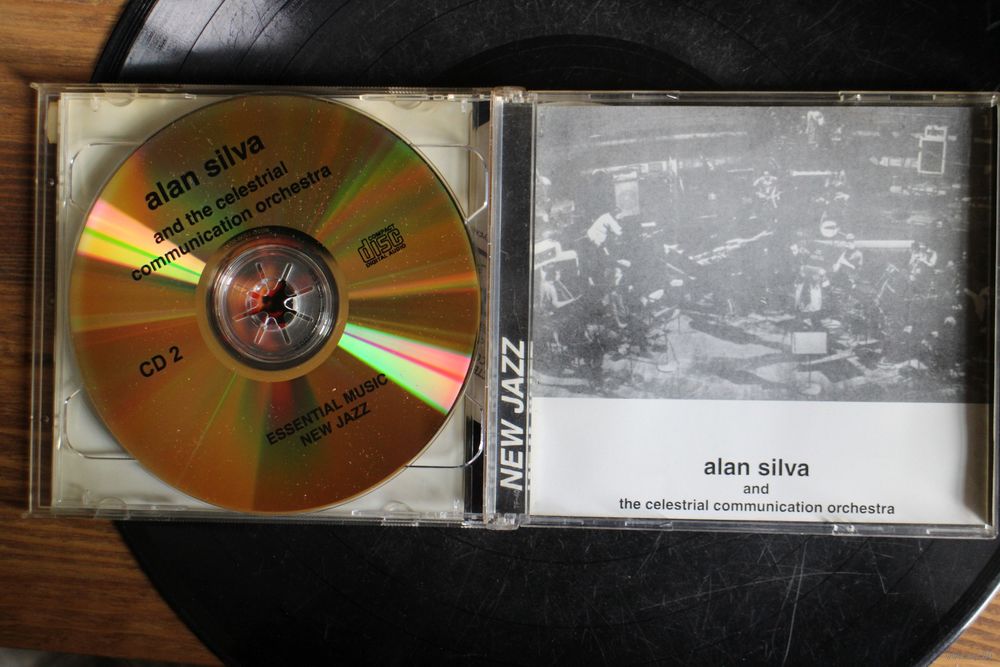 alan silva
and the celestrial
communication orchestra
COMPACT
disc
DIGITAL AUDIO
CD 2
ESSENTIAL MUSIC
NEW JAZZ
NEW JAZZ
alan silva
and
the celestrial communication orchestra